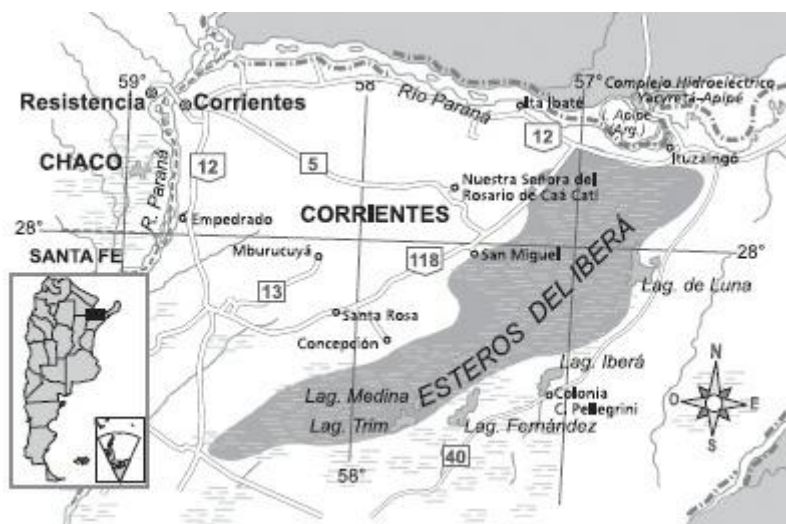 59°
58
57°
Complejo Hidroeléctrico
Yacyretá-Apipé
Resistencia
Corrientes
Río Paraná
Ita Ibaté
I. Apipé
(Arg.)
Ituzaingó
12
CHACO
R. Paraná
12
5
Nuestra Señora del
Rosario de Caá Catí
Empedrado
CORRIENTES
28°
SANTA FE
Mburucuyá
118
San Miguel
28°
Lag. de Luna
13
ESTEROS DEL IBERÁ
Santa Rosa
Concepción
Lag. Iberá
N
O
E
S
Lag. Medina
Colonia
C. Pellegrini
Lag. Trim
Lag. Fernández
40
58°